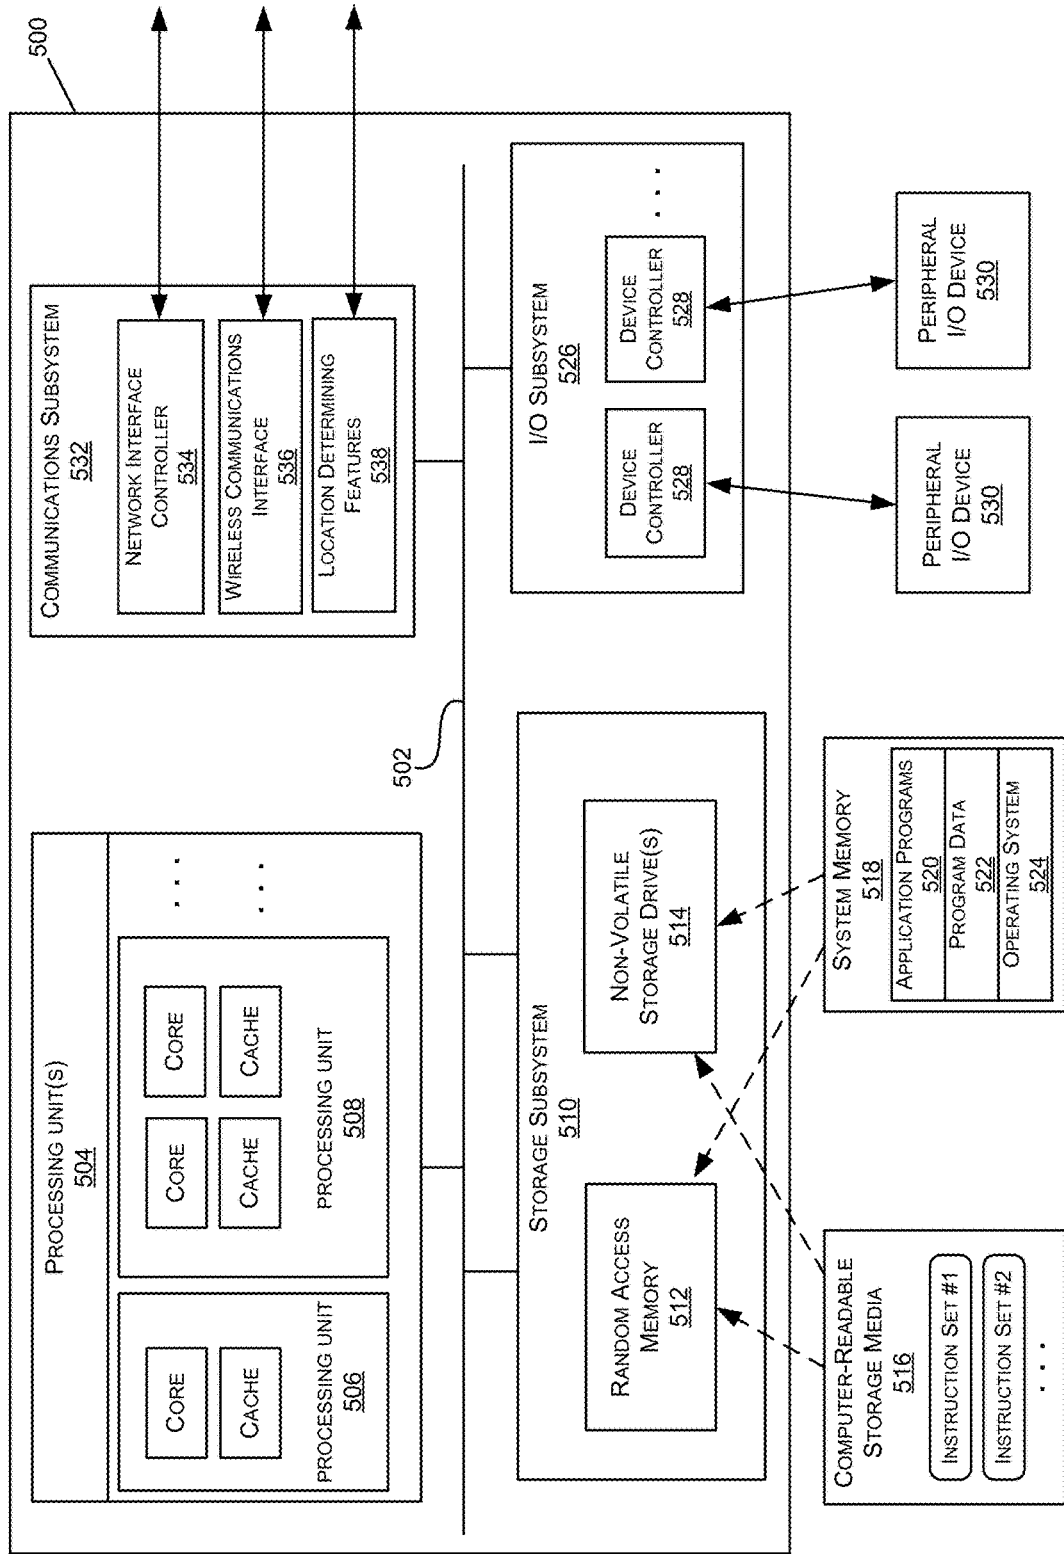 500
PROCESSING UNIT(S)
504
CORE
CACHE
PROCESSING UNIT
506
CORE
CORE
CACHE
CACHE
PROCESSING UNIT
508
. . .
. . .
COMMUNICATIONS SUBSYSTEM
532
NETWORK INTERFACE
CONTROLLER
534
WIRELESS COMMUNICATIONS
INTERFACE
536
LOCATION DETERMINING
FEATURES
538
502
STORAGE SUBSYSTEM
510
RANDOM ACCESS
MEMORY
512
NON-VOLATILE
STORAGE DRIVE(S)
514
I/O SUBSYSTEM
526
DEVICE
CONTROLLER
528
DEVICE
CONTROLLER
528
. . .
COMPUTER-READABLE
STORAGE MEDIA
516
INSTRUCTION SET #1
INSTRUCTION SET #2
. . .
SYSTEM MEMORY
518
APPLICATION PROGRAMS
520
PROGRAM DATA
522
OPERATING SYSTEM
524
PERIPHERAL
I/O DEVICE
530
PERIPHERAL
I/O DEVICE
530